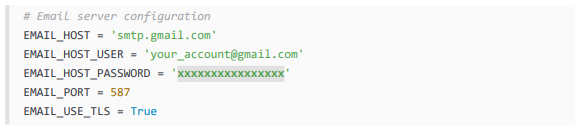 # Email server configuration
EMAIL_HOST = 'smtp.gmail.com'
EMAIL_HOST_USER = 'your_account@gmail.com'
EMAIL_HOST_PASSWORD = 'xxxxxxxxxxxxxxxx'
EMAIL_PORT = 587
EMAIL_USE_TLS = True